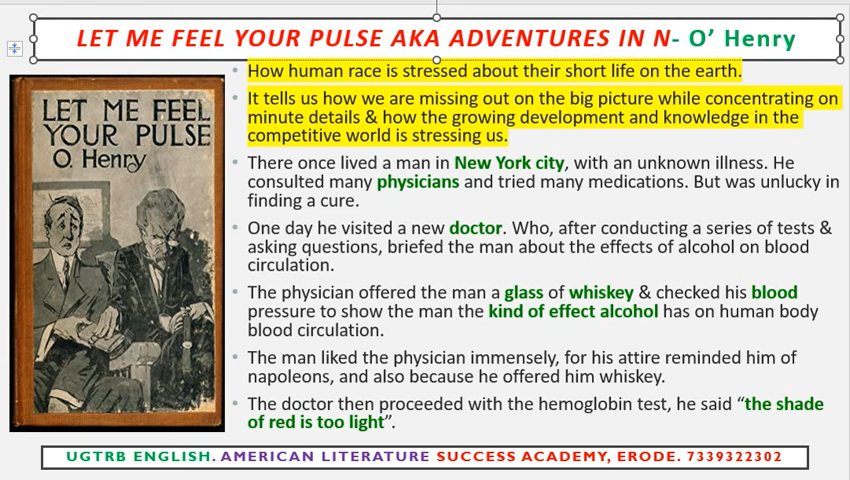 LET ME FEEL YOUR PULSE AKA ADVENTURES IN N- O’ Henry
LET ME FEEL
YOUR PULSE
O. Henry
• How human race is stressed about their short life on the earth.
• It tells us how we are missing out on the big picture while concentrating on
minute details & how the growing development and knowledge in the
competitive world is stressing us.
• There once lived a man in New York city, with an unknown illness. He
consulted many physicians and tried many medications. But was unlucky in
finding a cure.
• One day he visited a new doctor. Who, after conducting a series of tests &
asking questions, briefed the man about the effects of alcohol on blood
circulation.
• The physician offered the man a glass of whiskey & checked his blood
pressure to show the man the kind of effect alcohol has on human body
blood circulation.
• The man liked the physician immensely, for his attire reminded him of
napoleons, and also because he offered him whiskey.
• The doctor then proceeded with the hemoglobin test, he said “the shade
of red is too light”.
UGTRB ENGLISH. AMERICAN LITERATURE SUCCESS ACADEMY, ERODE. 7339322302